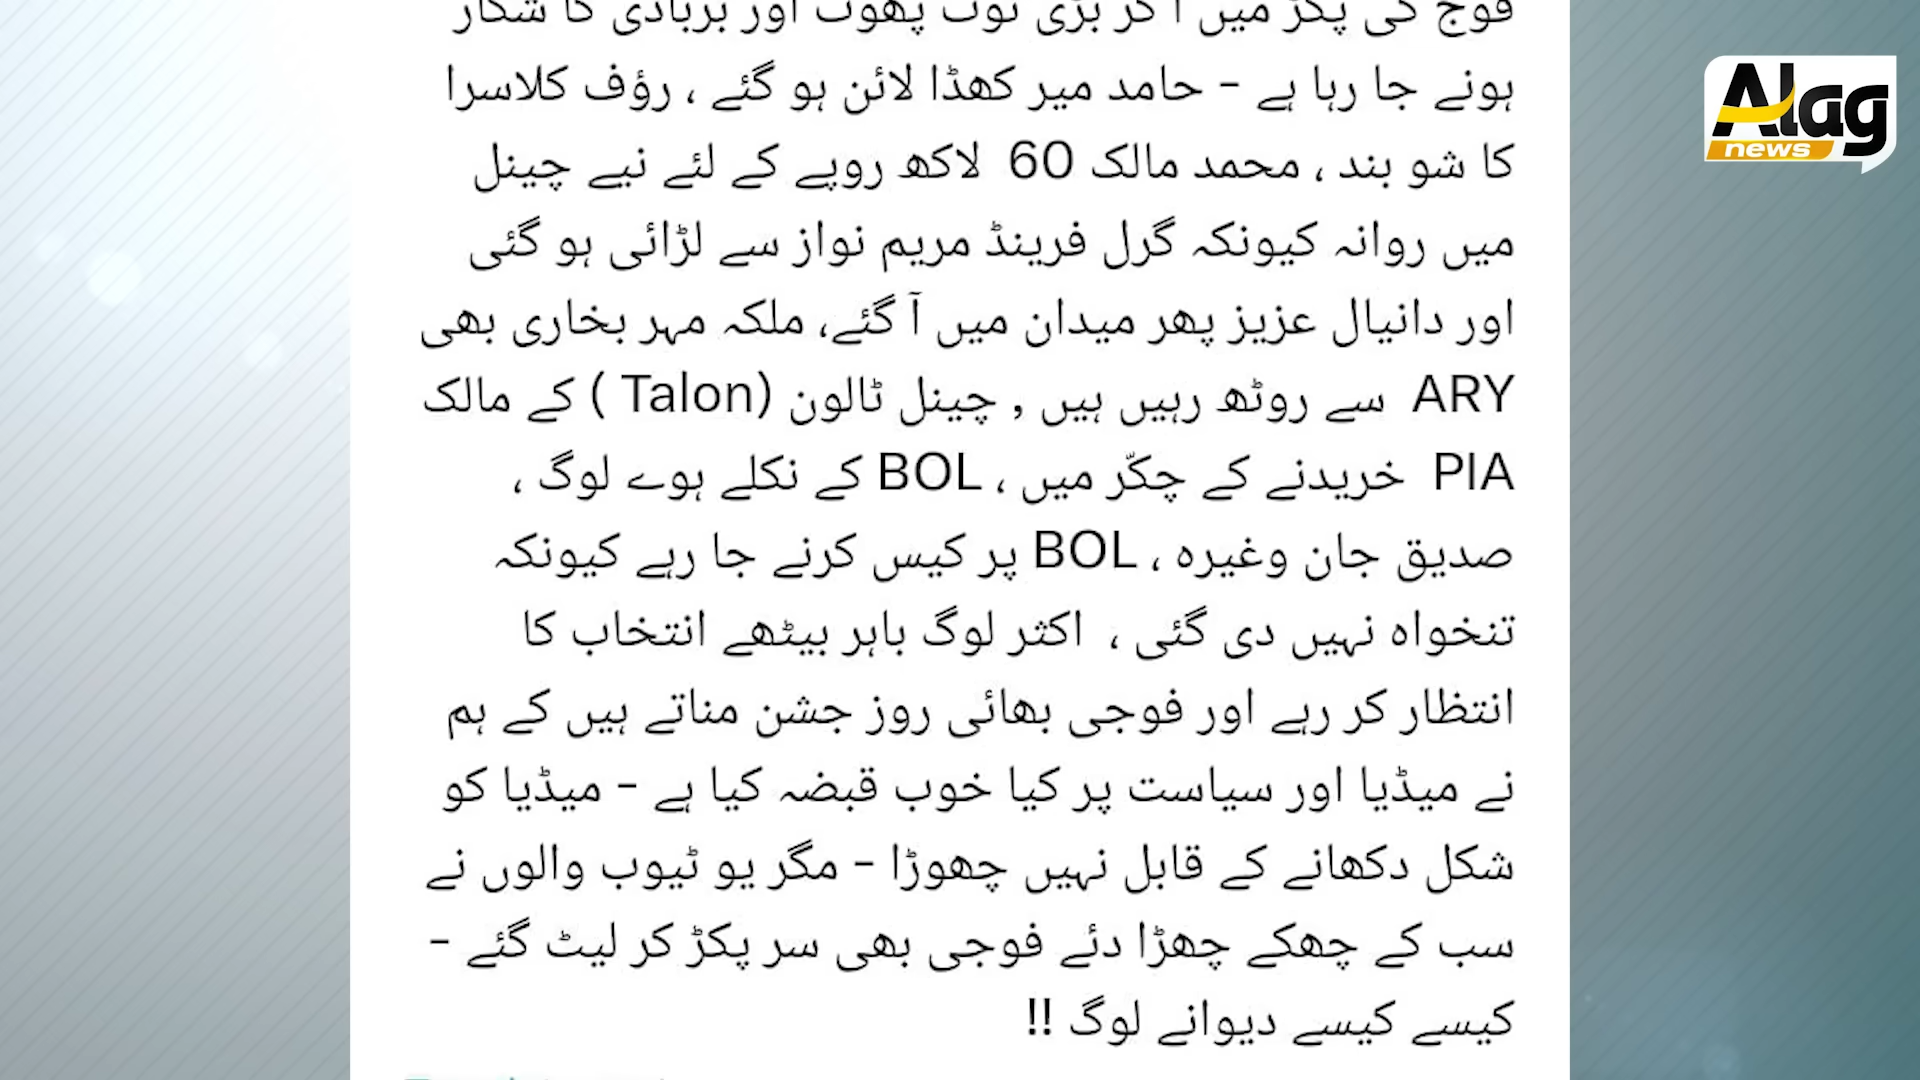 فوج کی پکڑ میں آ کر بڑی ٹوٹ پھوٹ اور بربادی کا شکار
ہونے جا رہا ہے – حامد میر کھڈا لائن ہو گئے ، رؤف کلاسرا
کا شو بند ، محمد مالک 60 لاکھ روپے کے لئے نیے چینل
میں روانہ کیونکہ گرل فرینڈ مریم نواز سے لڑائی ہو گئی
اور دانیال عزیز پھر میدان میں آ گئے، ملکہ مہر بخاری بھی
ARY سے روٹھ رہیں ہیں , چینل ٹالون (Talon ) کے مالک
PIA خریدنے کے چکّر میں ، BOL کے نکلے ہوے لوگ ،
صدیق جان وغیرہ ، BOL پر کیس کرنے جا رہے کیونکہ
تنخواہ نہیں دی گئی ، اکثر لوگ باہر بیٹھے انتخاب کا
انتظار کر رہے اور فوجی بھائی روز جشن مناتے ہیں کے ہم
نے میڈیا اور سیاست پر کیا خوب قبضہ کیا ہے – میڈیا کو
شکل دکھانے کے قابل نہیں چھوڑا – مگر یو ٹیوب والوں نے
سب کے چھکے چھڑا دئے فوجی بھی سر پکڑ کر لیٹ گئے –
کیسے کیسے دیوانے لوگ !!
Alag
news